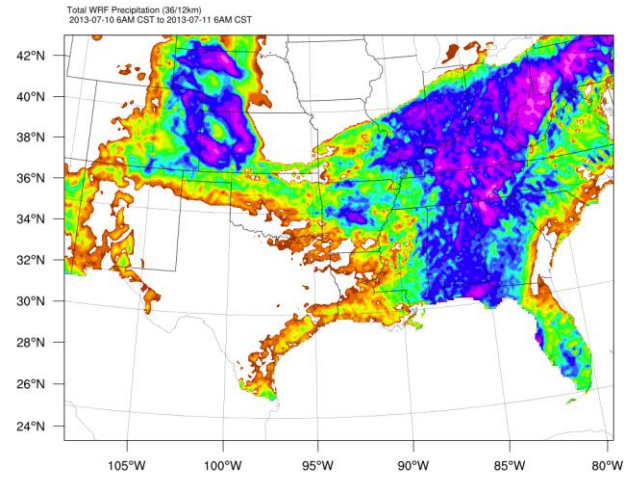 Total WRF Precipitation (36/12km)
2013-07-10 6AM CST to 2013-07-11 6AM CST
42°N
40°N
38°N
36°N
34°N
32°N
30°N
28°N
26°N
24°N
105°W 100°W 95°W 90°W 85°W 80°W